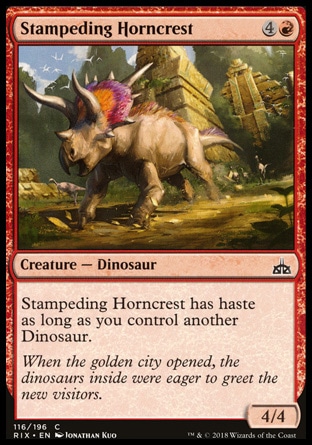 Stampeding Horncrest 4
Creature — Dinosaur
Stampeding Horncrest has haste
as long as you control another
Dinosaur.
When the golden city opened, the
dinosaurs inside were eager to greet the
new visitors.
4/4
116/196 C
RIX • EN Jonathan Kuo
™ & © 2018 Wizards of the Coast